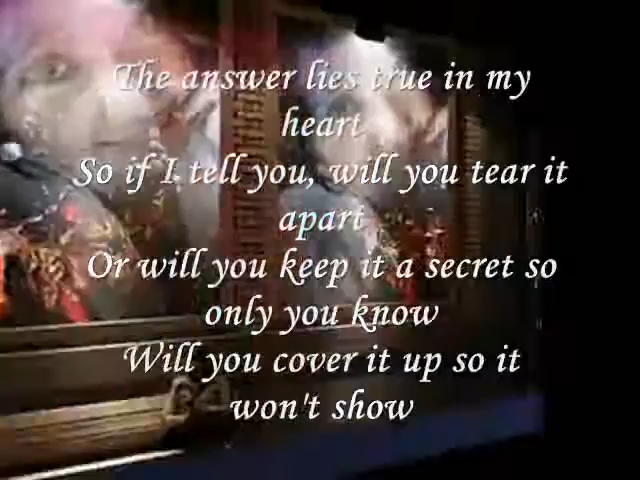 The answer lies true in my
heart
So if I tell you, will you tear it
apart
Or will you keep it a secret so
only you know
Will you cover it up so it
won't show